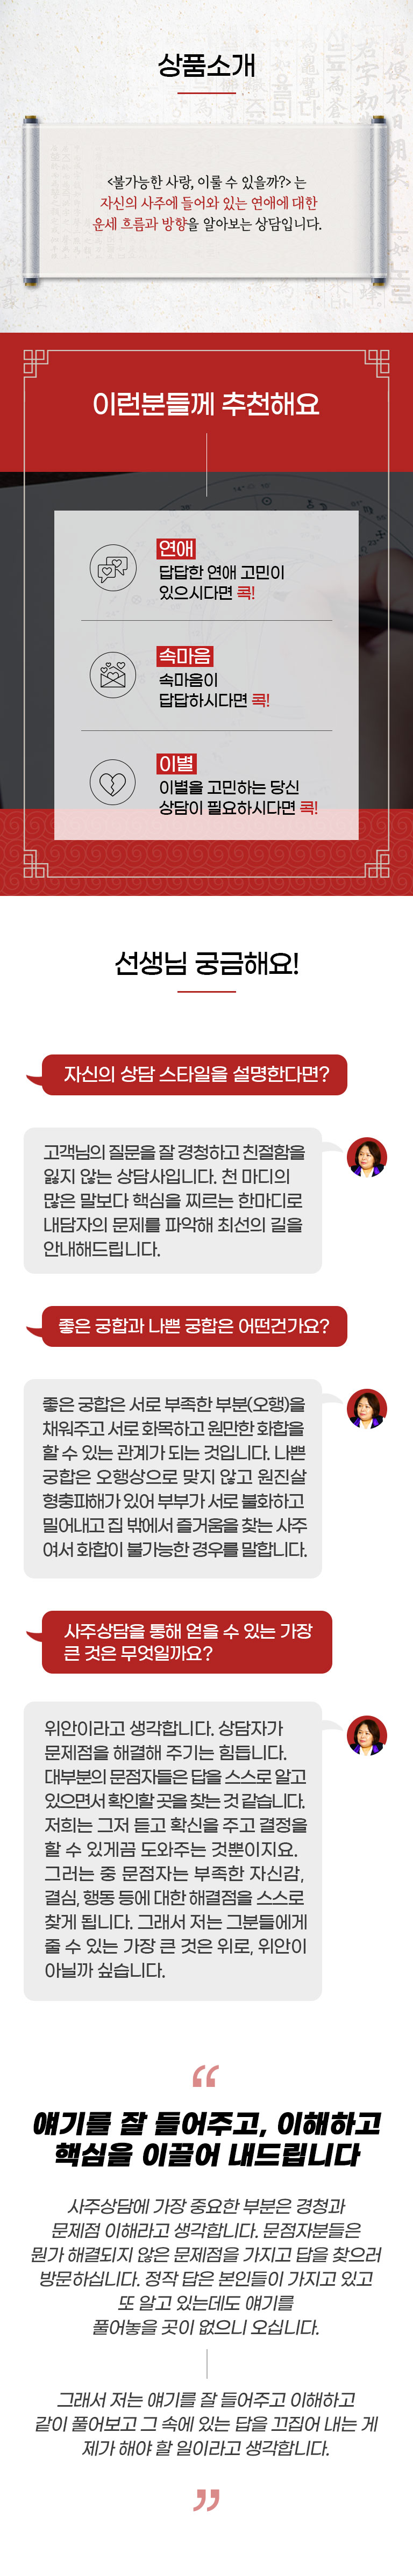 상품소개
<불가능한 사랑, 이룰 수 있을까?> 는
자신의 사주에 들어와 있는 연애에 대한
운세 흐름과 방향을 알아보는 상담입니다.
이런분들께 추천해요
연애
답답한 연애 고민이
있으시다면 콕!
속마음
속마음이
답답하시다면 콕!
이별
이별을 고민하는 당신
상담이 필요하시다면 콕!
선생님 궁금해요!
자신의 상담 스타일을 설명한다면?
고객님의 질문을 잘 경청하고 친절함을
잃지 않는 상담사입니다. 천 마디의
많은 말보다 핵심을 찌르는 한마디로
내담자의 문제를 파악해 최선의 길을
안내해드립니다.
좋은 궁합과 나쁜 궁합은 어떤건가요?
좋은 궁합은 서로 부족한 부분(오행)을
채워주고 서로 화목하고 원만한 화합을
할 수 있는 관계가 되는 것입니다. 나쁜
궁합은 오행상으로 맞지 않고 원진살
형충파해가 있어 부부가 서로 불화하고
밀어내고 집 밖에서 즐거움을 찾는 사주
여서 화합이 불가능한 경우를 말합니다.
사주상담을 통해 얻을 수 있는 가장
큰 것은 무엇일까요?
위안이라고 생각합니다. 상담자가
문제점을 해결해 주기는 힘듭니다.
대부분의 문점자들은 답을 스스로 알고
있으면서 확인할 곳을 찾는 것 같습니다.
저희는 그저 듣고 확신을 주고 결정을
할 수 있게끔 도와주는 것뿐이지요.
그러는 중 문점자는 부족한 자신감,
결심, 행동 등에 대한 해결점을 스스로
찾게 됩니다. 그래서 저는 그분들에게
줄 수 있는 가장 큰 것은 위로, 위안이
아닐까 싶습니다.
“
얘기를 잘 들어주고, 이해하고
핵심을 이끌어 내드립니다
사주상담에 가장 중요한 부분은 경청과
문제점 이해라고 생각합니다. 문점자분들은
뭔가 해결되지 않은 문제점을 가지고 답을 찾으러
방문하십니다. 정작 답은 본인들이 가지고 있고
또 알고 있는데도 얘기를
풀어놓을 곳이 없으니 오십니다.
그래서 저는 얘기를 잘 들어주고 이해하고
같이 풀어보고 그 속에 있는 답을 끄집어 내는 게
제가 해야 할 일이라고 생각합니다.
”